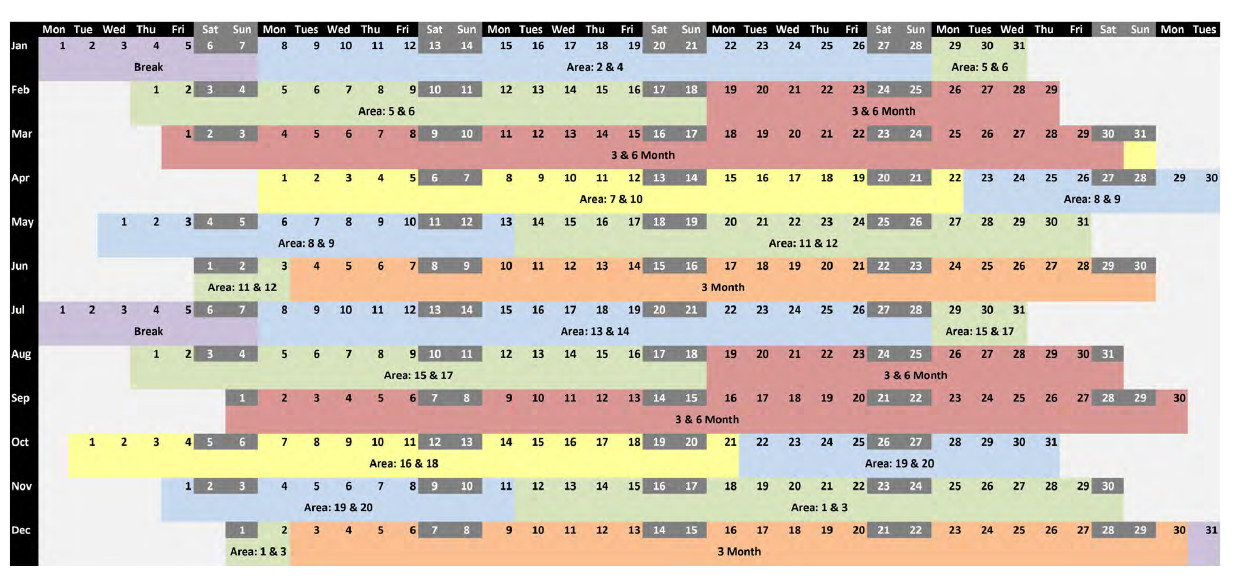 Mon Tue Wed Thu Fri Sat Sun Mon Tues Wed Thu Fri Sat Sun Mon Tues Wed Thu Fri Sat Sun Mon Tues Wed Thu Fri Sat Sun Mon Tues Wed Thu Fri Sat Sun Mon Tues
Jan 1 2 3 4 5 6 7 8 9 10 11 12 13 14 15 16 17 18 19 20 21 22 23 24 25 26 27 28 29 30 31
Break Area: 2 & 4 Area: 5 & 6
Feb 1 2 3 4 5 6 7 8 9 10 11 12 13 14 15 16 17 18 19 20 21 22 23 24 25 26 27 28 29
Area: 5 & 6 3 & 6 Month
Mar 1 2 3 4 5 6 7 8 9 10 11 12 13 14 15 16 17 18 19 20 21 22 23 24 25 26 27 28 29 30 31
3 & 6 Month
Apr 1 2 3 4 5 6 7 8 9 10 11 12 13 14 15 16 17 18 19 20 21 22 23 24 25 26 27 28 29 30
Area: 7 & 10 Area: 8 & 9
May 1 2 3 4 5 6 7 8 9 10 11 12 13 14 15 16 17 18 19 20 21 22 23 24 25 26 27 28 29 30 31
Area: 8 & 9 Area: 11 & 12
Jun 1 2 3 4 5 6 7 8 9 10 11 12 13 14 15 16 17 18 19 20 21 22 23 24 25 26 27 28 29 30
Area: 11 & 12 3 Month
Jul 1 2 3 4 5 6 7 8 9 10 11 12 13 14 15 16 17 18 19 20 21 22 23 24 25 26 27 28 29 30 31
Break Area: 13 & 14 Area: 15 & 17
Aug 1 2 3 4 5 6 7 8 9 10 11 12 13 14 15 16 17 18 19 20 21 22 23 24 25 26 27 28 29 30 31
Area: 15 & 17 3 & 6 Month
Sep 1 2 3 4 5 6 7 8 9 10 11 12 13 14 15 16 17 18 19 20 21 22 23 24 25 26 27 28 29 30
3 & 6 Month
Oct 1 2 3 4 5 6 7 8 9 10 11 12 13 14 15 16 17 18 19 20 21 22 23 24 25 26 27 28 29 30 31
Area: 16 & 18 Area: 19 & 20
Nov 1 2 3 4 5 6 7 8 9 10 11 12 13 14 15 16 17 18 19 20 21 22 23 24 25 26 27 28 29 30
Area: 19 & 20 Area: 1 & 3
Dec 1 2 3 4 5 6 7 8 9 10 11 12 13 14 15 16 17 18 19 20 21 22 23 24 25 26 27 28 29 30 31
Area: 1 & 3 3 Month